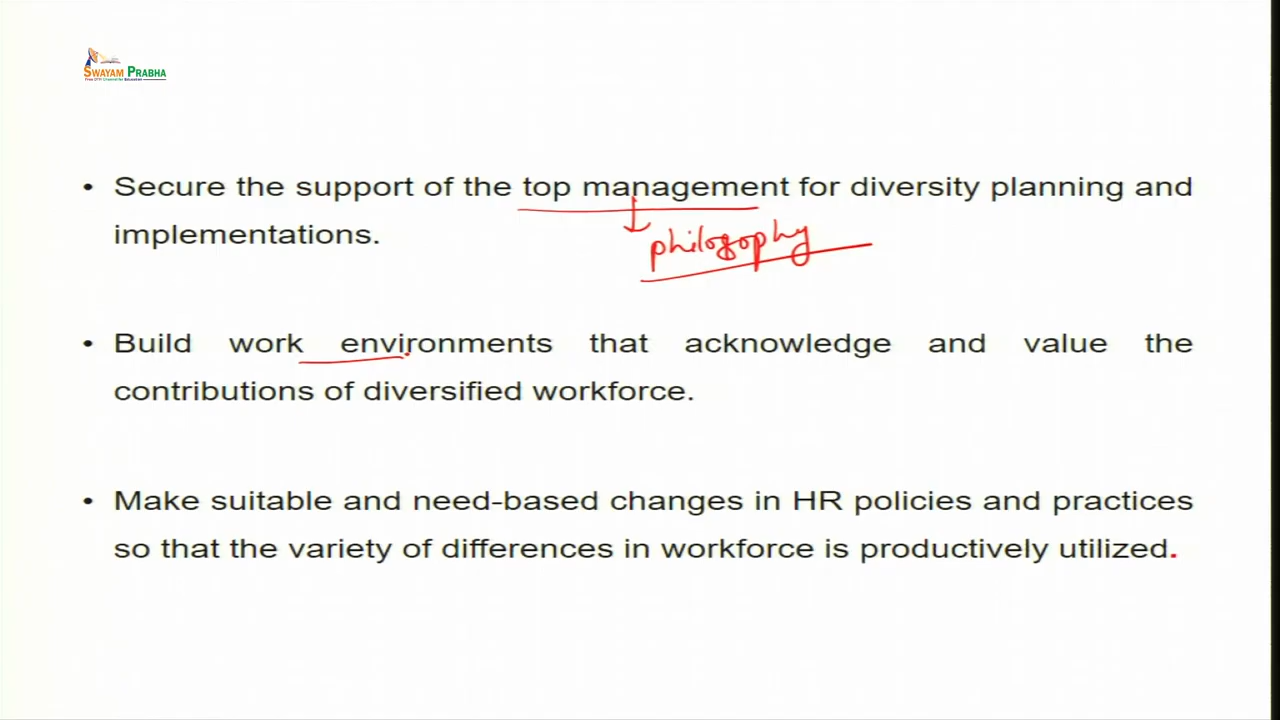 SWAYAM PRABHA
• Secure the support of the top management for diversity planning and
implementations.
philosophy
• Build work environments that acknowledge and value the
contributions of diversified workforce.
• Make suitable and need-based changes in HR policies and practices
so that the variety of differences in workforce is productively utilized.